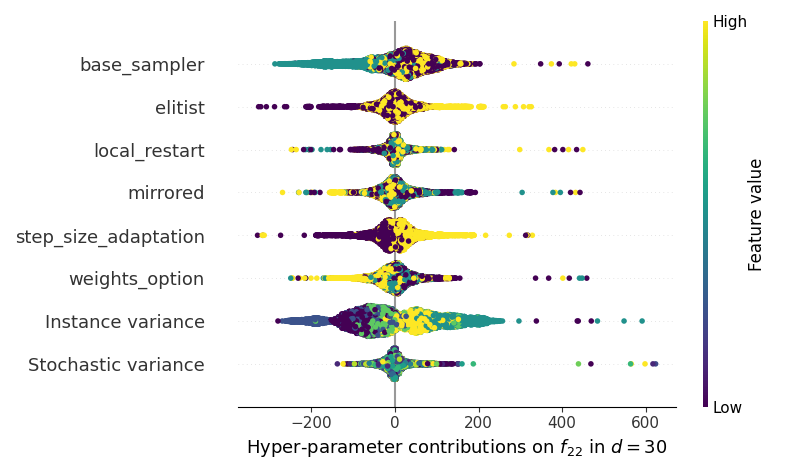 High
base_sampler
elitist
local_restart
mirrored
step_size_adaptation
weights_option
Instance variance
Stochastic variance
Feature value
Low
−200 0 200 400 600
Hyper-parameter contributions on f22 in d = 30